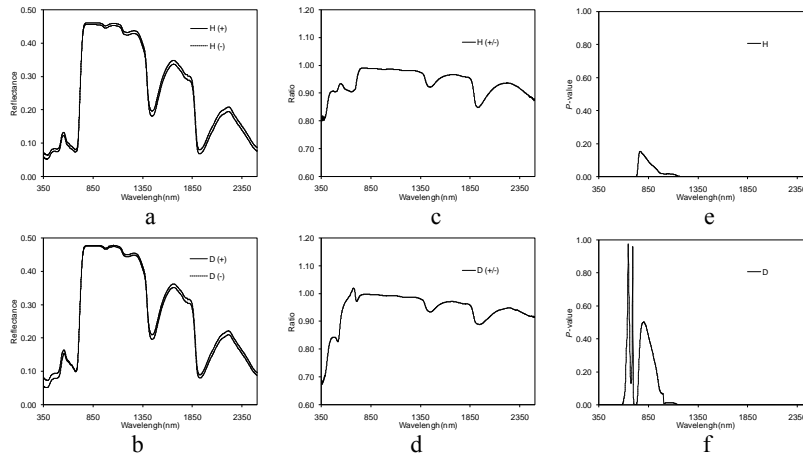 0.50
0.40
0.30
0.20
0.10
0.00
Reflectance
H (+)
H (-)
350 850 1350 1850 2350
Wavelengh(nm)
a
1.20
1.10
1.00
0.90
0.80
0.70
0.60
Ratio
H (+/-)
350 850 1350 1850 2350
Wavelength(nm)
c
1.00
0.80
0.60
0.40
0.20
0.00
P-value
H
350 850 1350 1850 2350
Wavelength(nm)
e
0.50
0.40
0.30
0.20
0.10
0.00
Reflectance
D (+)
D (-)
350 850 1350 1850 2350
Wavelengh(nm)
b
1.20
1.10
1.00
0.90
0.80
0.70
0.60
Ratio
D (+/-)
350 850 1350 1850 2350
Wavelength(nm)
d
1.00
0.80
0.60
0.40
0.20
0.00
P-value
D
350 850 1350 1850 2350
Wavelength(nm)
f